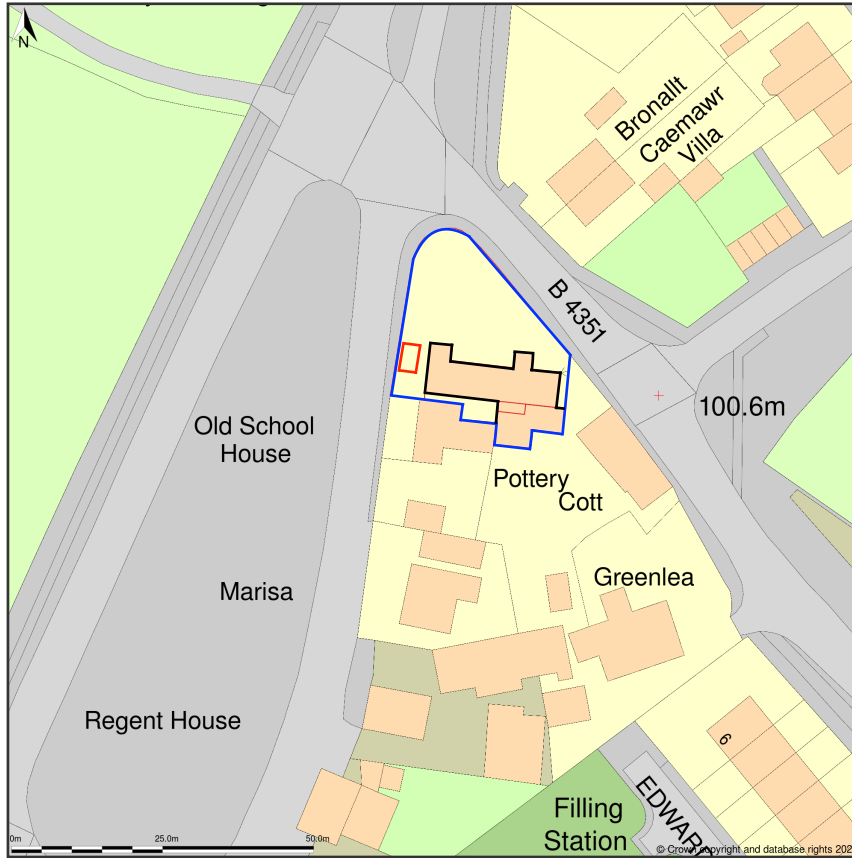 N
Bronallt
Caemawr
Villa
B 4351
100.6m
Old School
House
Pottery
Cott
Marisa
Greenlea
Regent House
6
Filling
Station
EDWAR
0m
25.0m
50.0m
© Crown copyright and database rights 202